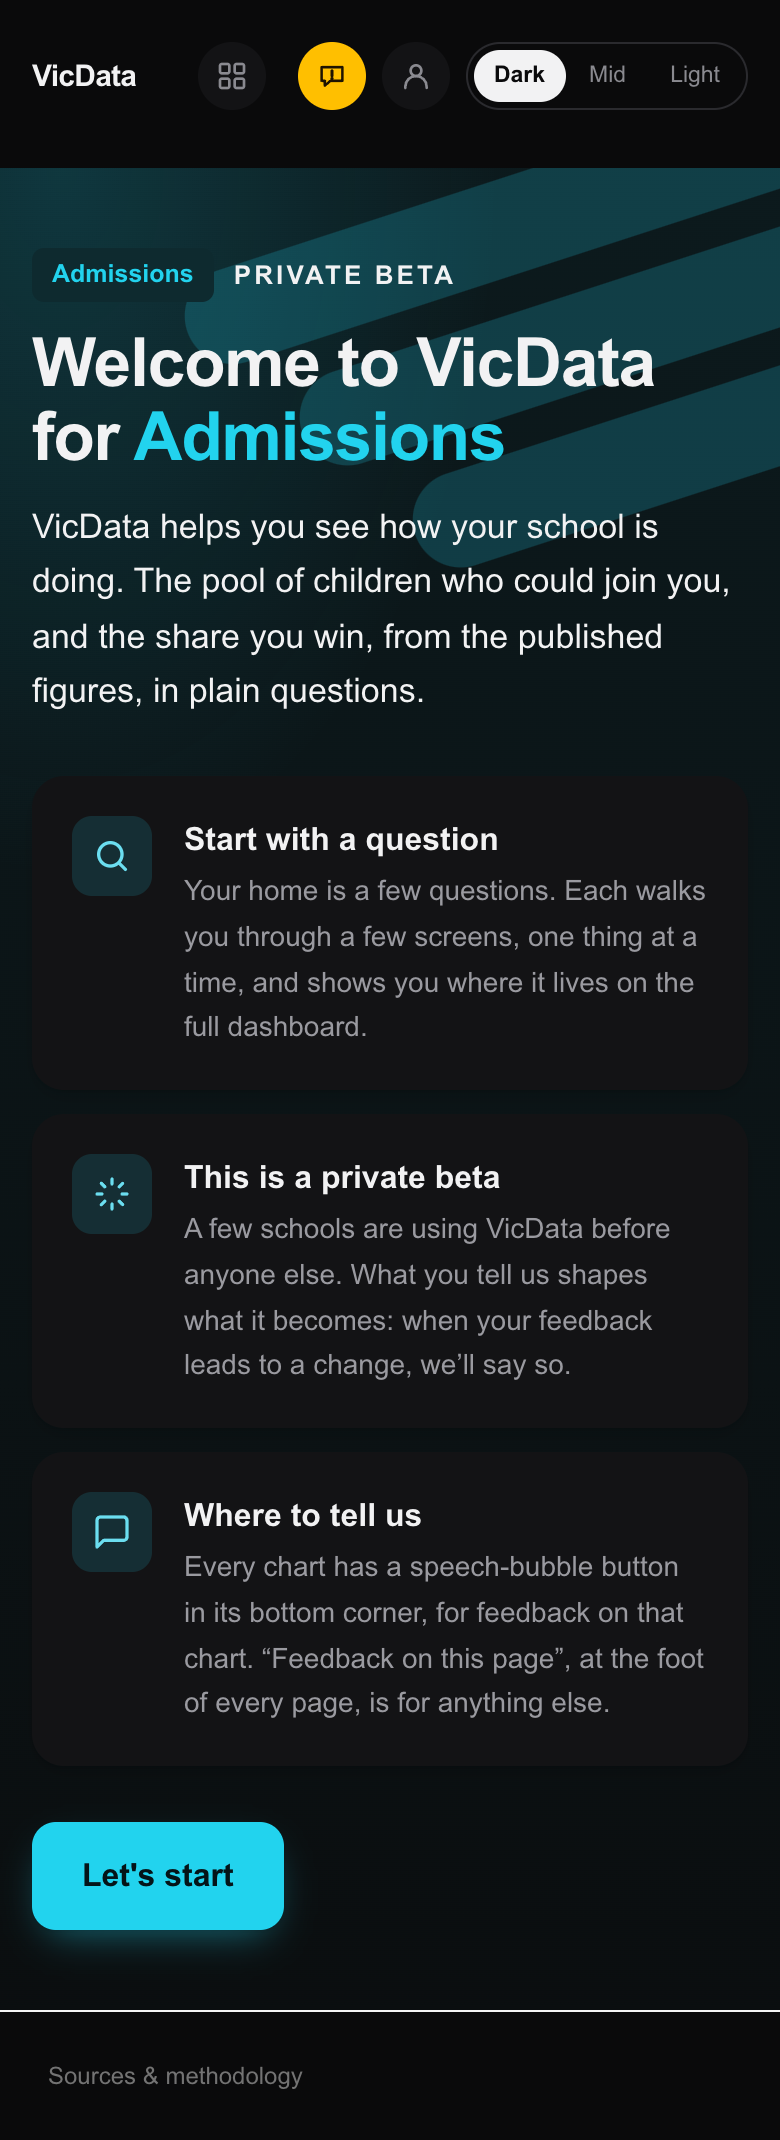 VicData
Dark
Mid
Light
Admissions
PRIVATE BETA
Welcome to VicData
for Admissions
VicData helps you see how your school is
doing. The pool of children who could join you,
and the share you win, from the published
figures, in plain questions.
Start with a question
Your home is a few questions. Each walks
you through a few screens, one thing at a
time, and shows you where it lives on the
full dashboard.
This is a private beta
A few schools are using VicData before
anyone else. What you tell us shapes
what it becomes: when your feedback
leads to a change, we’ll say so.
Where to tell us
Every chart has a speech-bubble button
in its bottom corner, for feedback on that
chart. “Feedback on this page”, at the foot
of every page, is for anything else.
Let's start
Sources & methodology